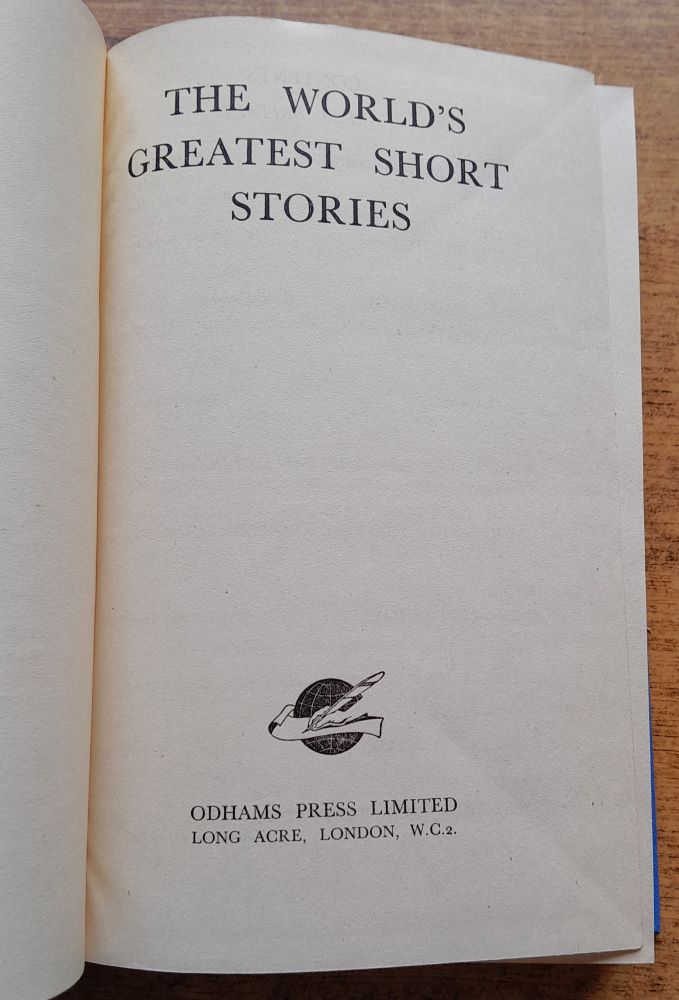 THE WORLD'S
GREATEST SHORT
STORIES
ODHAMS PRESS LIMITED
LONG ACRE, LONDON, W.C.2.